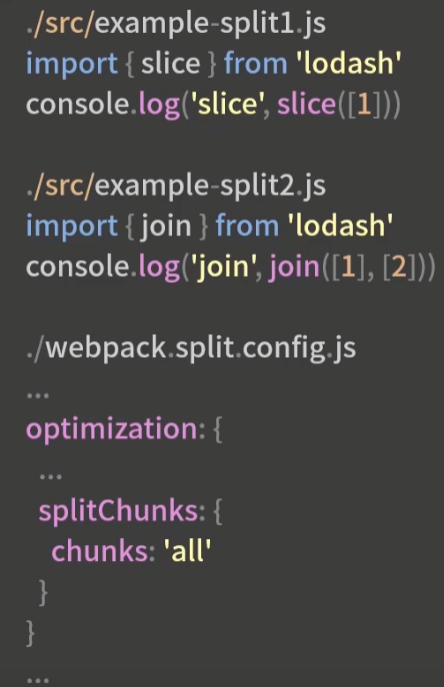 ./src/example-split1.js
import { slice } from 'lodash'
console.log('slice', slice([1]))
./src/example-split2.js
import { join } from 'lodash'
console.log('join', join([1], [2]))
./webpack.split.config.js
...
optimization: {
...
splitChunks: {
chunks: 'all'
}
}
...